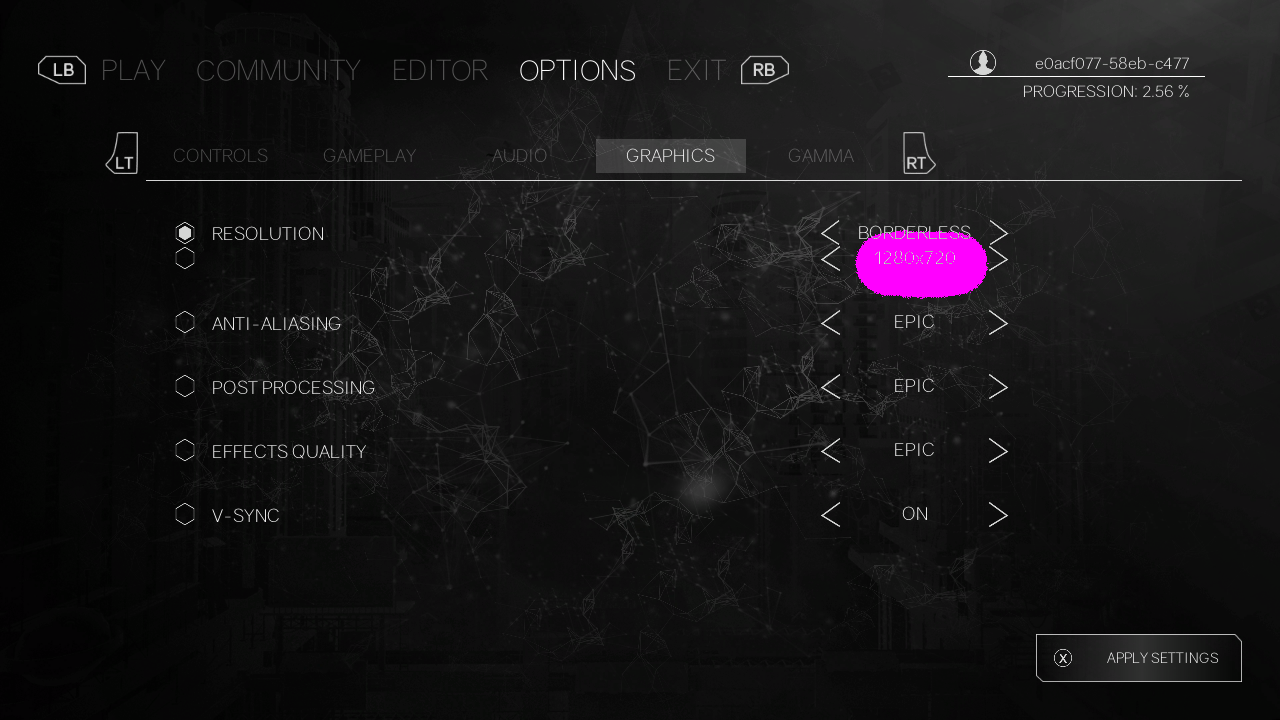 LB PLAY COMMUNITY EDITOR OPTIONS EXIT RB
e0acf077-58eb-c477
PROGRESSION: 2.56 %
LT CONTROLS GAMEPLAY AUDIO GRAPHICS GAMMA RT
RESOLUTION BORDERLESS
1280x720
ANTI-ALIASING EPIC
POST PROCESSING EPIC
EFFECTS QUALITY EPIC
V-SYNC ON
X APPLY SETTINGS